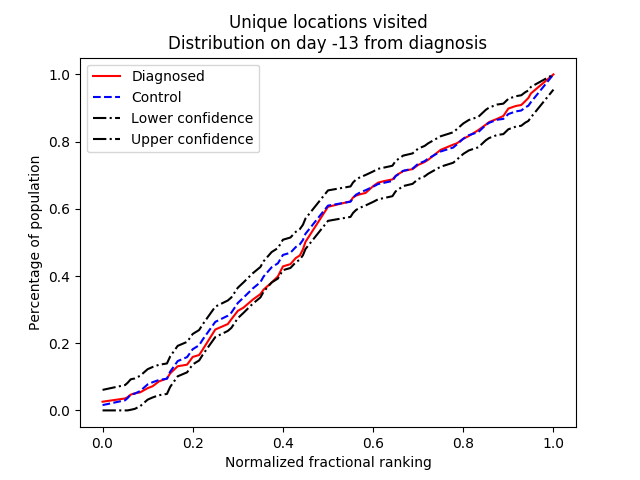 Unique locations visited
Distribution on day -13 from diagnosis
Diagnosed
Control
Lower confidence
Upper confidence
Percentage of population
1.0
0.8
0.6
0.4
0.2
0.0
0.0 0.2 0.4 0.6 0.8 1.0
Normalized fractional ranking